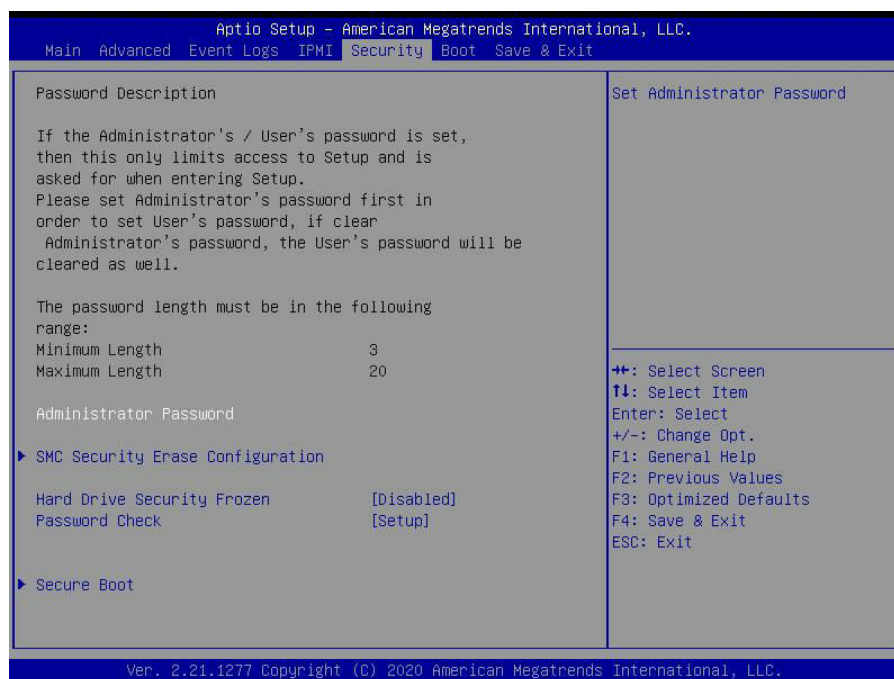 Aptio Setup – American Megatrends International, LLC.
Main Advanced Event Logs IPMI Security Boot Save & Exit
Password Description
If the Administrator's / User's password is set,
then this only limits access to Setup and is
asked for when entering Setup.
Please set Administrator's password first in
order to set User's password, if clear
Administrator's password, the User's password will be
cleared as well.
The password length must be in the following
range:
Minimum Length 3
Maximum Length 20
Administrator Password
SMC Security Erase Configuration
Hard Drive Security Frozen [Disabled]
Password Check [Setup]
Secure Boot
Set Administrator Password
→←: Select Screen
↑↓: Select Item
Enter: Select
+/-: Change Opt.
F1: General Help
F2: Previous Values
F3: Optimized Defaults
F4: Save & Exit
ESC: Exit
Ver. 2.21.1277 Copyright (C) 2020 American Megatrends International, LLC.